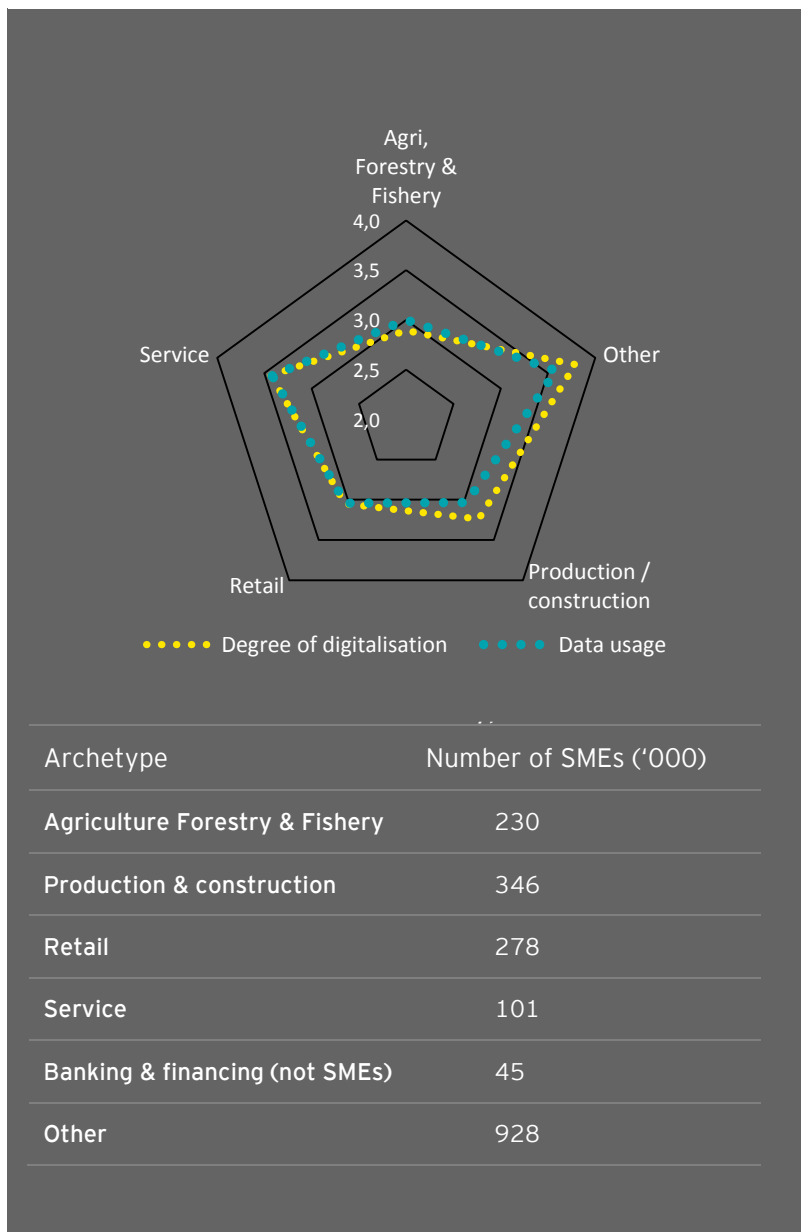 Agri,
Forestry &
Fishery
4,0
3,5
3,0
2,5
2,0
Service
Other
Retail
Production /
construction
Degree of digitalisation
Data usage
Archetype Number of SMEs (‘000)
Agriculture Forestry & Fishery 230
Production & construction 346
Retail 278
Service 101
Banking & financing (not SMEs) 45
Other 928